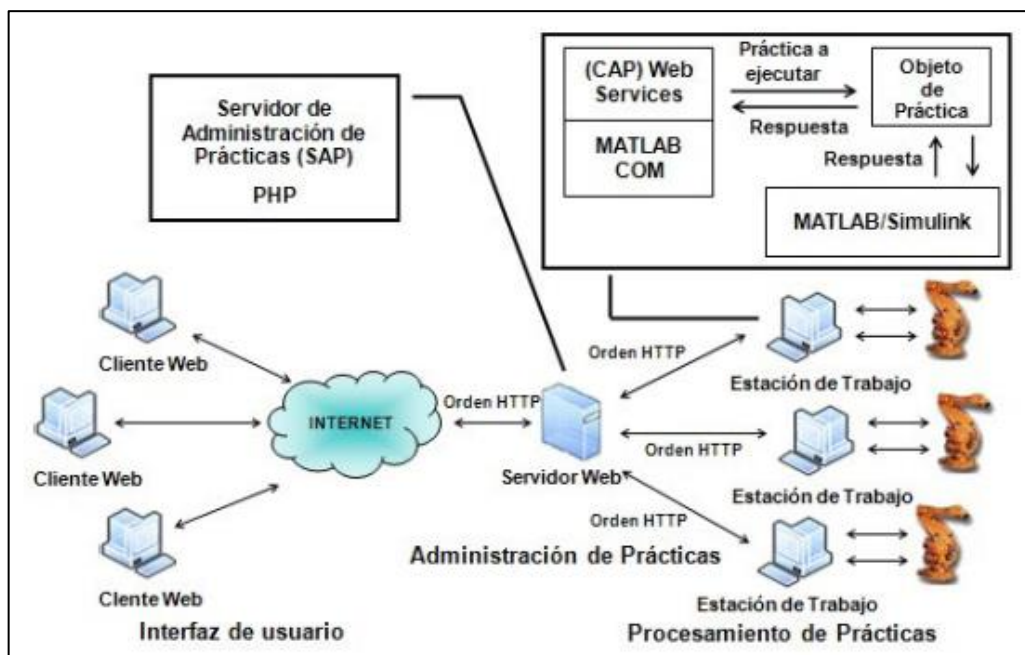 Servidor de
Administración de
Prácticas (SAP)
PHP
(CAP) Web
Services
MATLAB
COM
Práctica a
ejecutar
Respuesta
Objeto
de
Práctica
Respuesta
MATLAB/Simulink
Cliente Web
Cliente Web
Clente Web
INTERNET
Orden HTTP
Servidor Web
Orden HTTP
Orden HTTP
Orden HTTP
Estación de Trabajo
Estación de Trabajo
Estación de Trabajo
Interfaz de usuario
Administración de Prácticas
Procesamiento de Prácticas